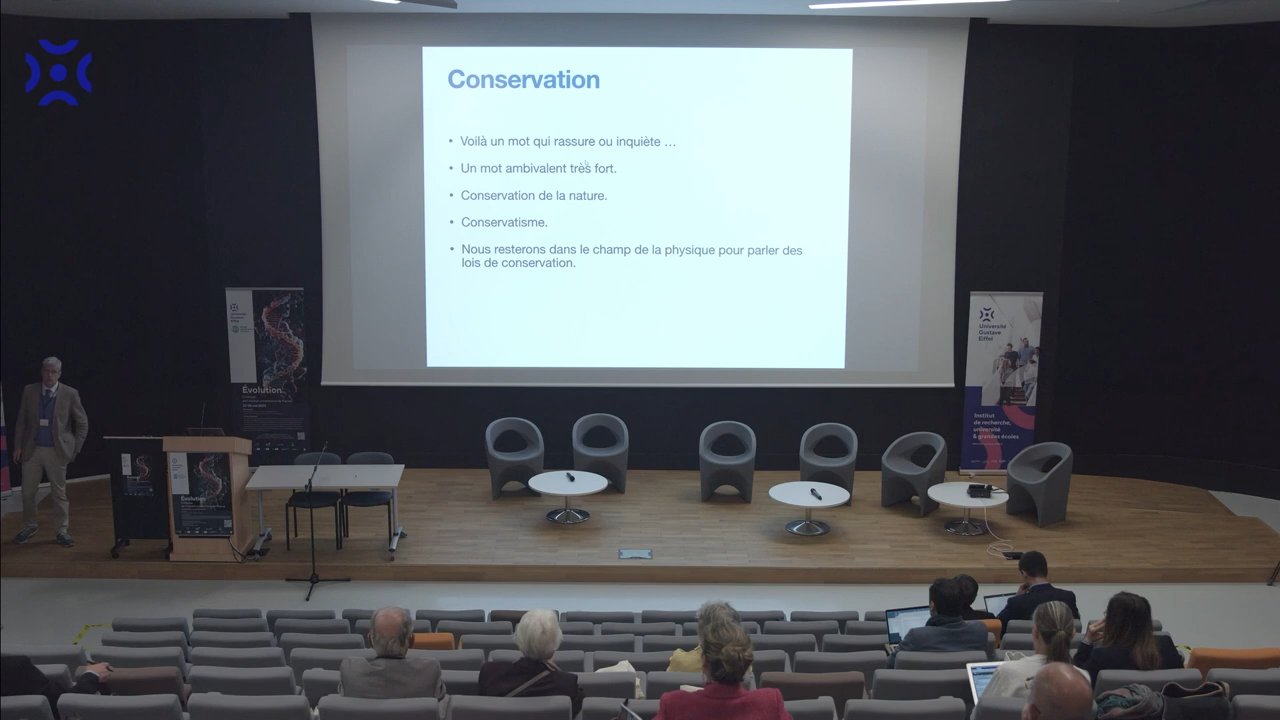 Conservation
• Voilà un mot qui rassure ou inquiète …
• Un mot ambivalent très fort.
• Conservation de la nature.
• Conservatisme.
• Nous resterons dans le champ de la physique pour parler des
lois de conservation.
Évolution
Évolution
Université
Gustave
Eiffel
Institut
de recherche,
université
& grandes écoles